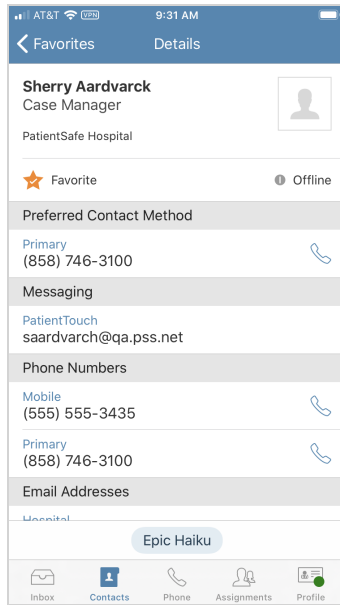 AT&T VPN 9:31 AM
Favorites Details
Sherry Aardvarck
Case Manager
PatientSafe Hospital
Favorite Offline
Preferred Contact Method
Primary
(858) 746-3100
Messaging
PatientTouch
saardvarch@qa.pss.net
Phone Numbers
Mobile
(555) 555-3435
Primary
(858) 746-3100
Email Addresses
Hospital
Epic Haiku
Inbox Contacts Phone Assignments Profile